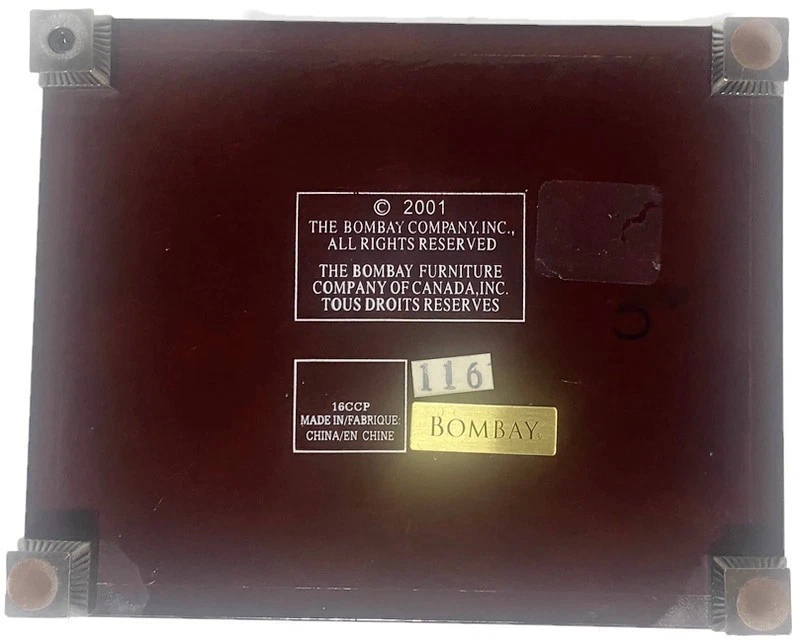 © 2001
THE BOMBAY COMPANY, INC.,
ALL RIGHTS RESERVED
THE BOMBAY FURNITURE
COMPANY OF CANADA, INC.
TOUS DROITS RESERVES
116
16CCP
MADE IN/FABRIQUE:
CHINA/EN CHINE
BOMBAY